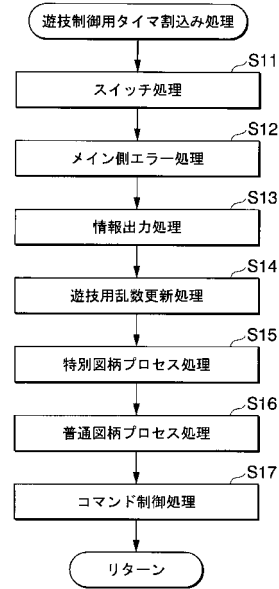 遊技制御用タイマ割込み処理
S11
スイッチ処理
S12
メイン側エラー処理
S13
情報出力処理
S14
遊技用乱数更新処理
S15
特別図柄プロセス処理
S16
普通図柄プロセス処理
S17
コマンド制御処理
リターン